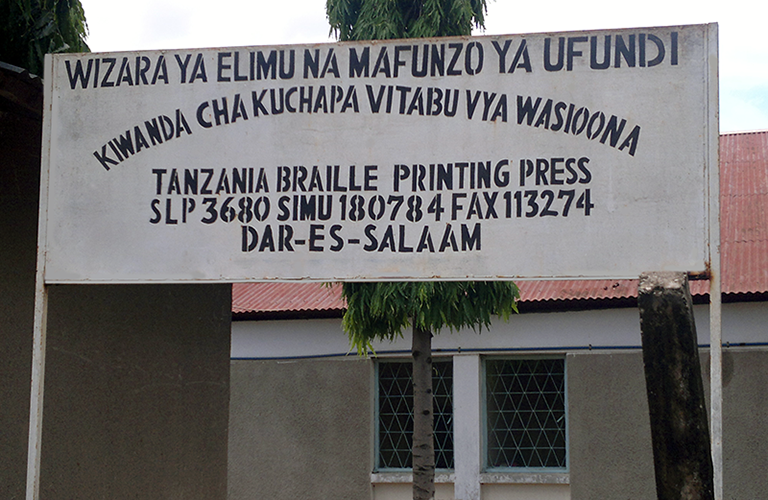 WIZARA YA ELIMU NA MAFUNZO YA UFUNDI
KIWANDA CHA KUCHAPA VITABU VYA WASIOONA
TANZANIA BRAILLE PRINTING PRESS
SLP 3680 SIMU 180784 FAX 113274
DAR-ES-SALAAM